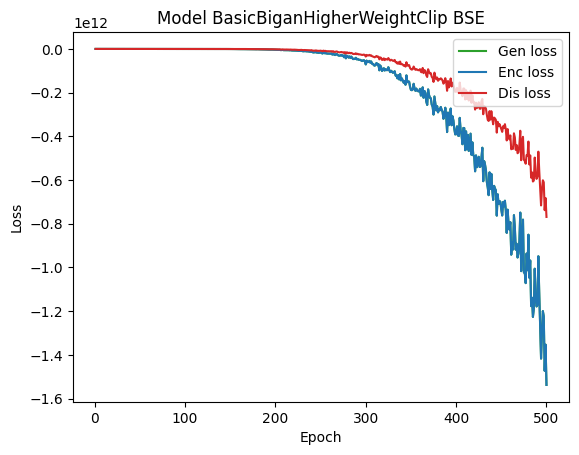 Model BasicBiganHigherWeightClip BSE
1e12
Gen loss
Enc loss
Dis loss
Loss
0.0
−0.2
−0.4
−0.6
−0.8
−1.0
−1.2
−1.4
−1.6
0 100 200 300 400 500
Epoch